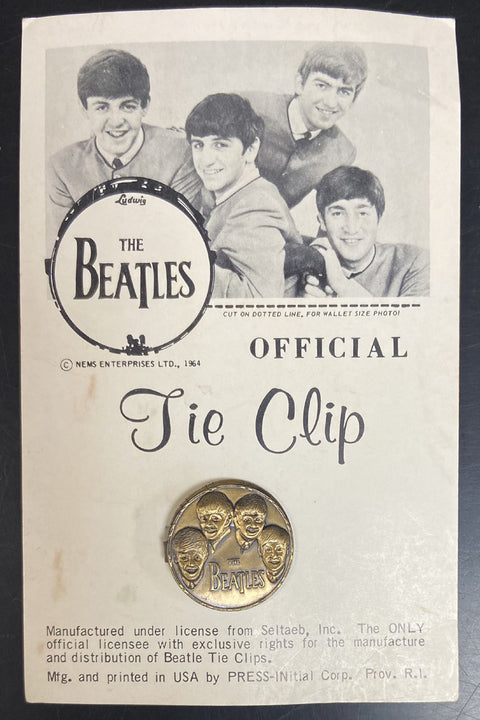 Ludwig
THE
BEATLES
CUT ON DOTTED LINE, FOR WALLET SIZE PHOTO!
© NEMS ENTERPRISES LTD., 1964
OFFICIAL
Tie Clip
THE
BEATLES
Manufactured under license from Seltaeb, Inc. The ONLY
official licensee with exclusive rights for the manufacture
and distribution of Beatle Tie Clips.
Mfg. and printed in USA by PRESS-INitial Corp. Prov. R.I.